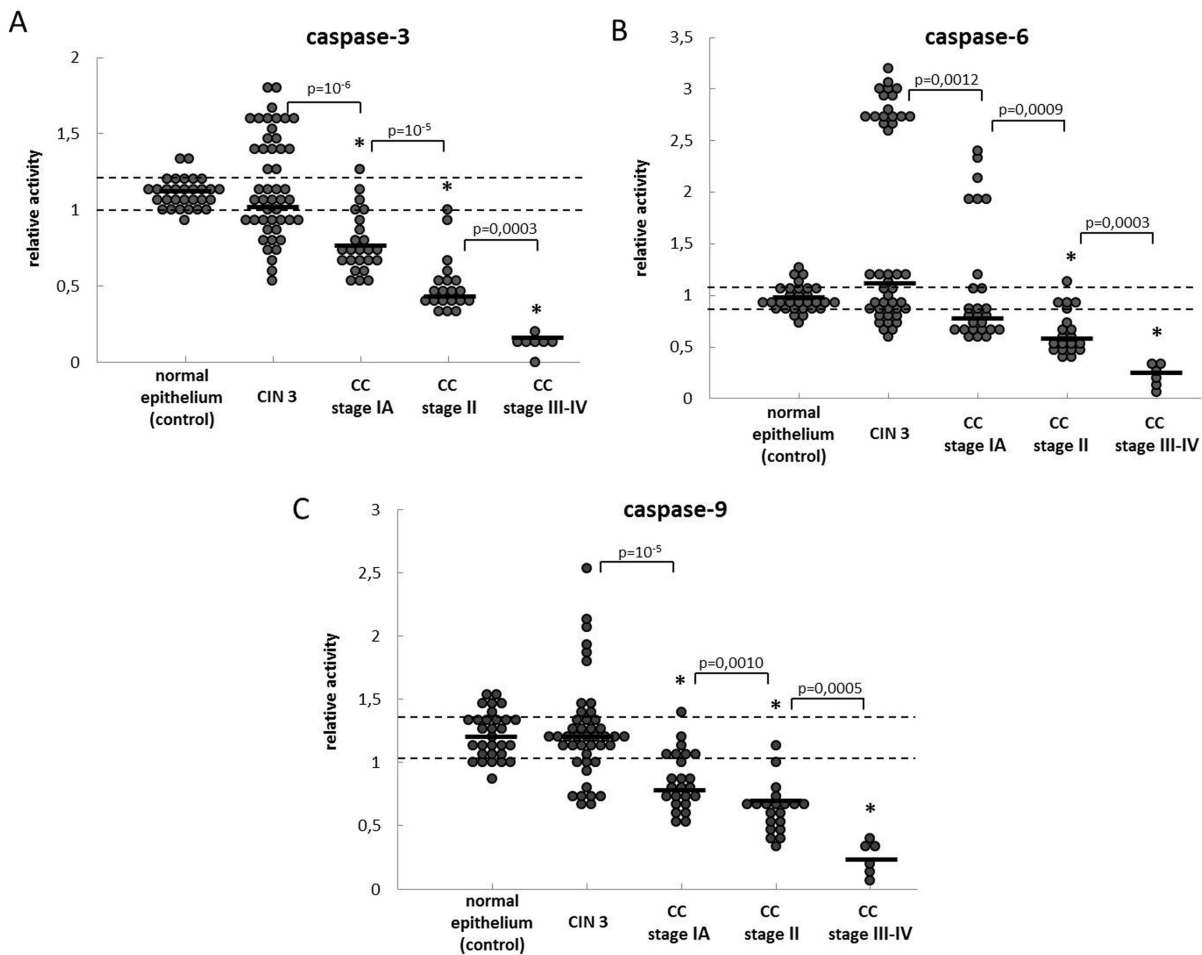 A
caspase-3
relative activity
2
1,5
1
0,5
0
p=10-6
*
p=10-5
*
p=0,0003
*
normal
epithelium
(control)
CIN 3
CC
stage IA
CC
stage II
CC
stage III-IV
B
caspase-6
relative activity
3,5
3
2,5
2
1,5
1
0,5
0
p=0,0012
p=0,0009
p=0,0003
*
*
normal
epithelium
(control)
CIN 3
CC
stage IA
CC
stage II
CC
stage III-IV
C
caspase-9
relative activity
3
2,5
2
1,5
1
0,5
0
p=10-5
*
p=0,0010
*
p=0,0005
*
normal
epithelium
(control)
CIN 3
CC
stage IA
CC
stage II
CC
stage III-IV